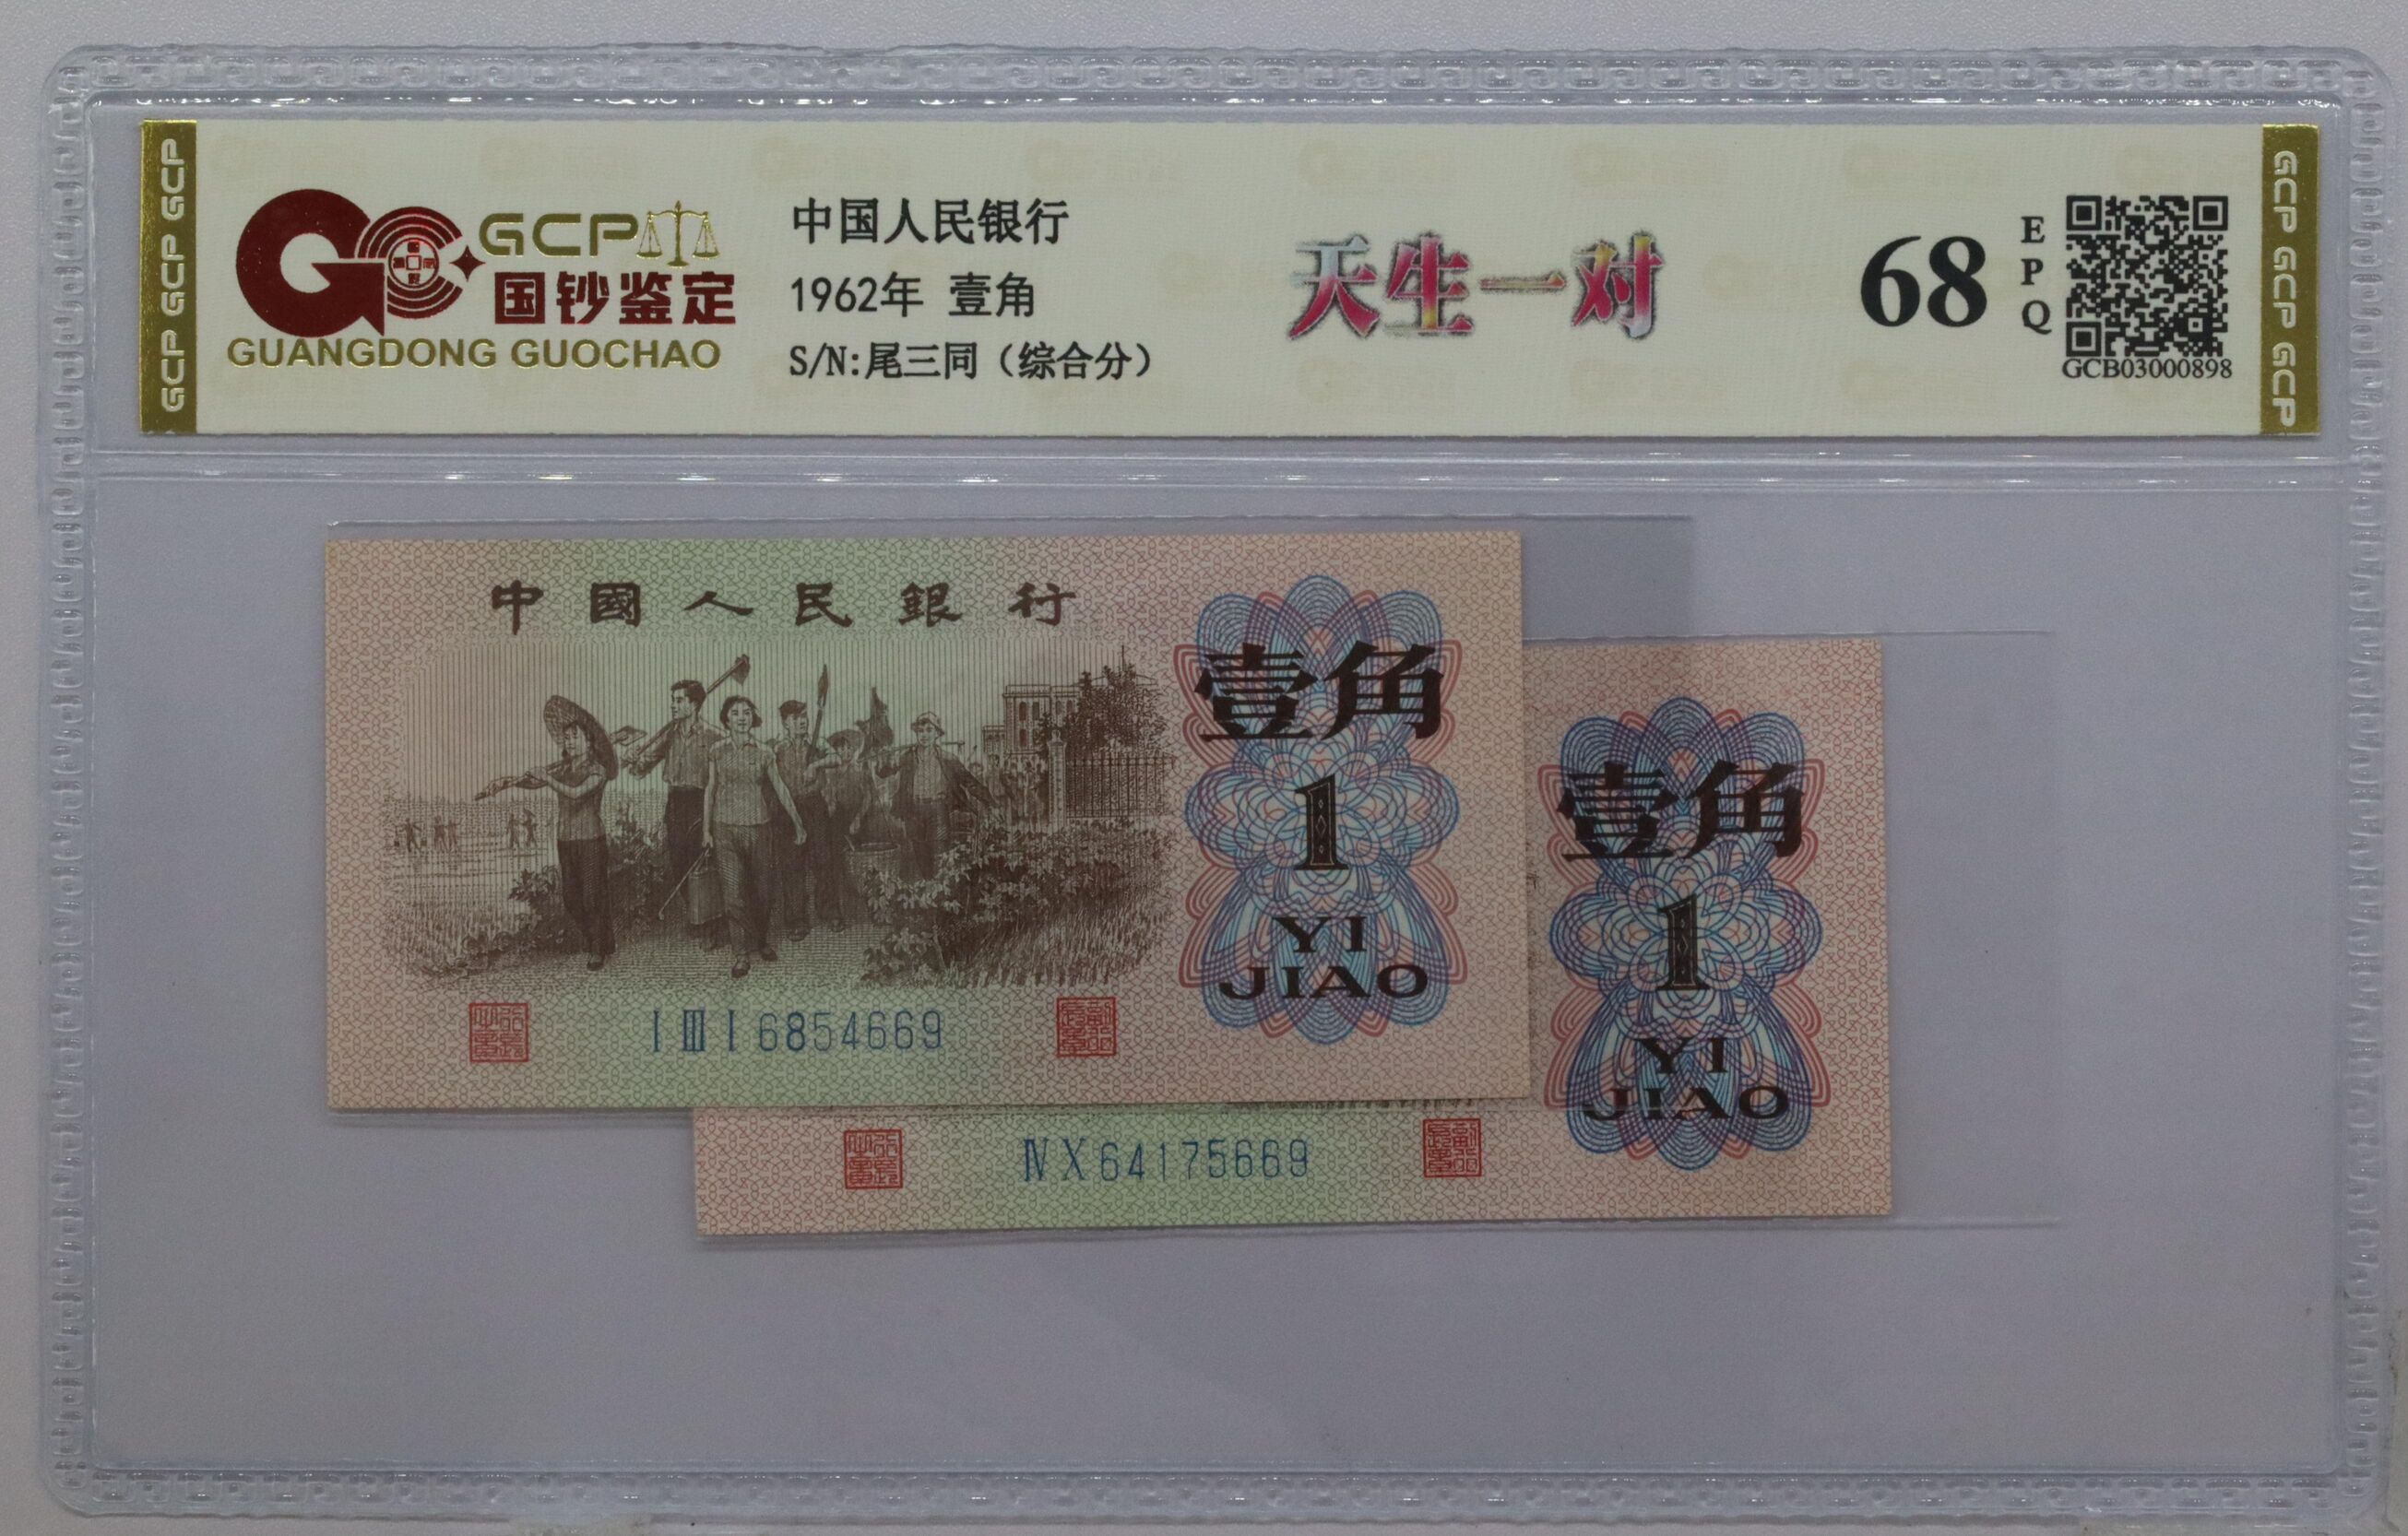 GCP GCP GCP
GCP
国钞鉴定
GUANGDONG GUOCHAO
中国人民银行
1962年 壹角
S/N:尾三同（综合分）
天生一对
68
EPQ
GCB03000898
GCP GCP GCP
中國人民銀行
壹角
1
YI
JIAO
I III I 6854669
壹角
1
YI
JIAO
IV X 64175669